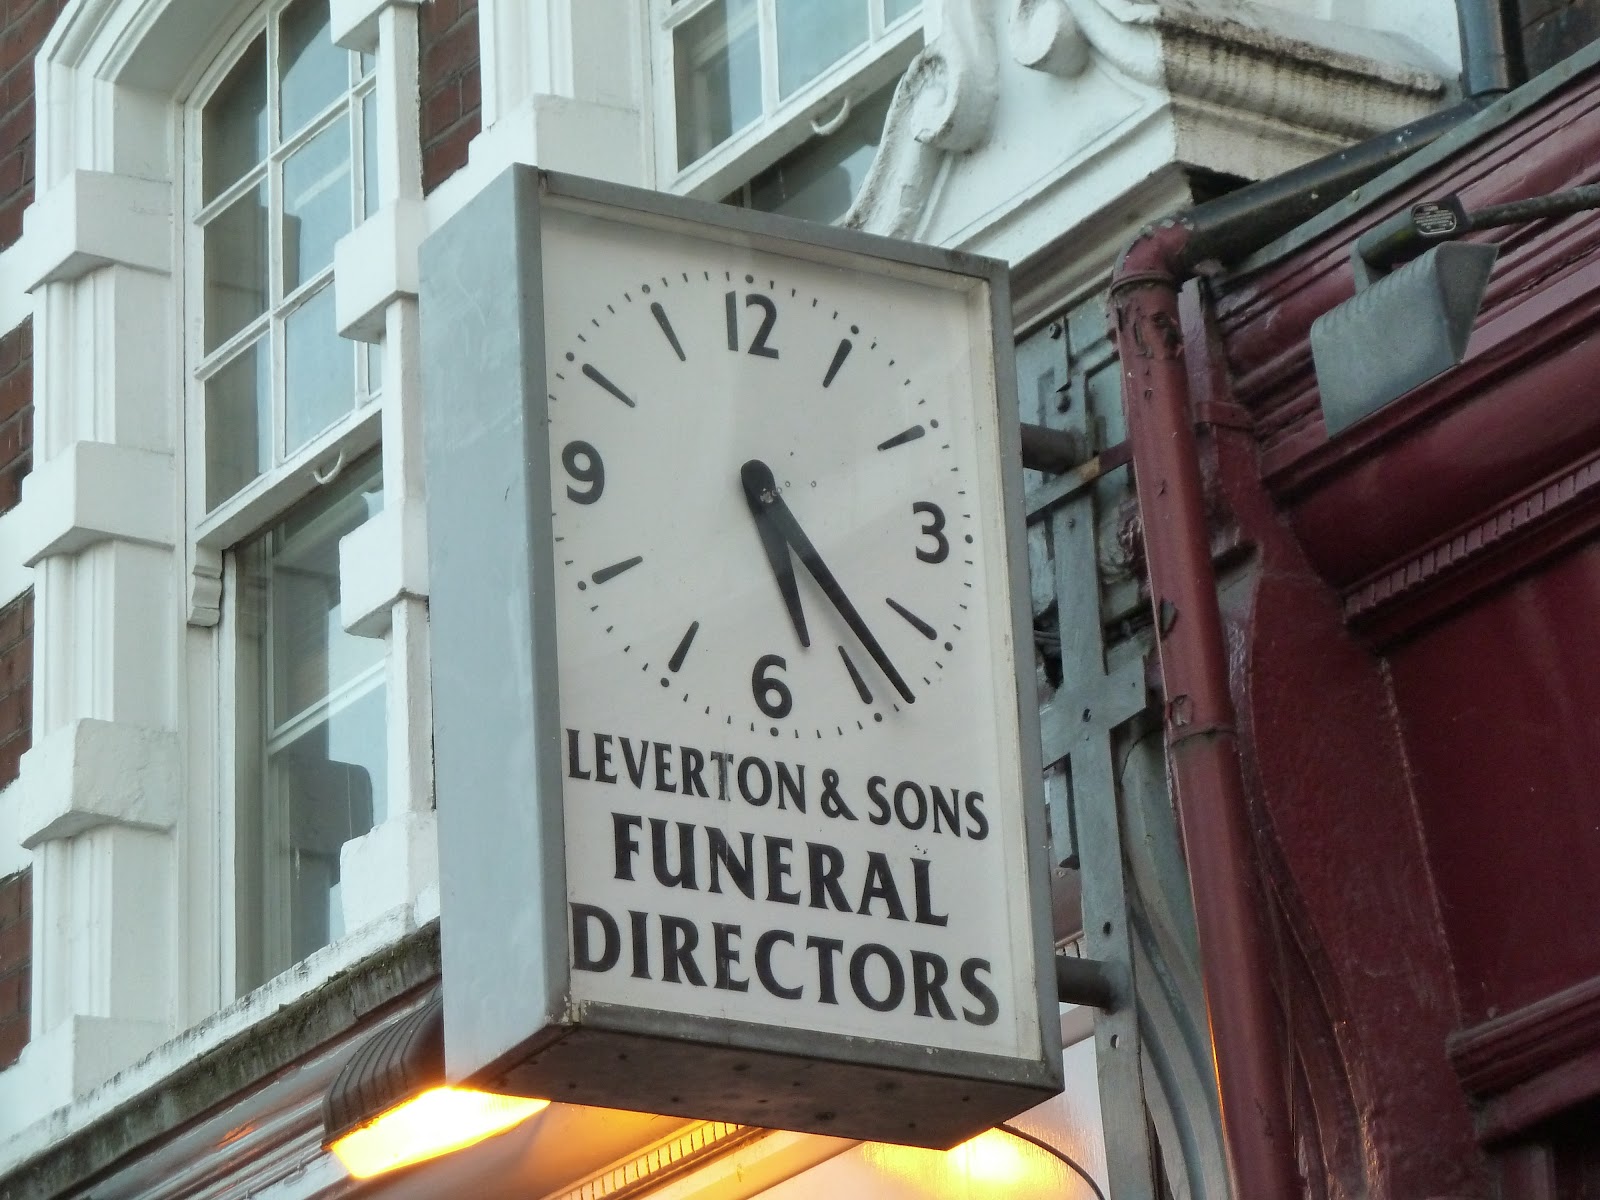 12
9
3
6
LEVERTON & SONS
FUNERAL
DIRECTORS